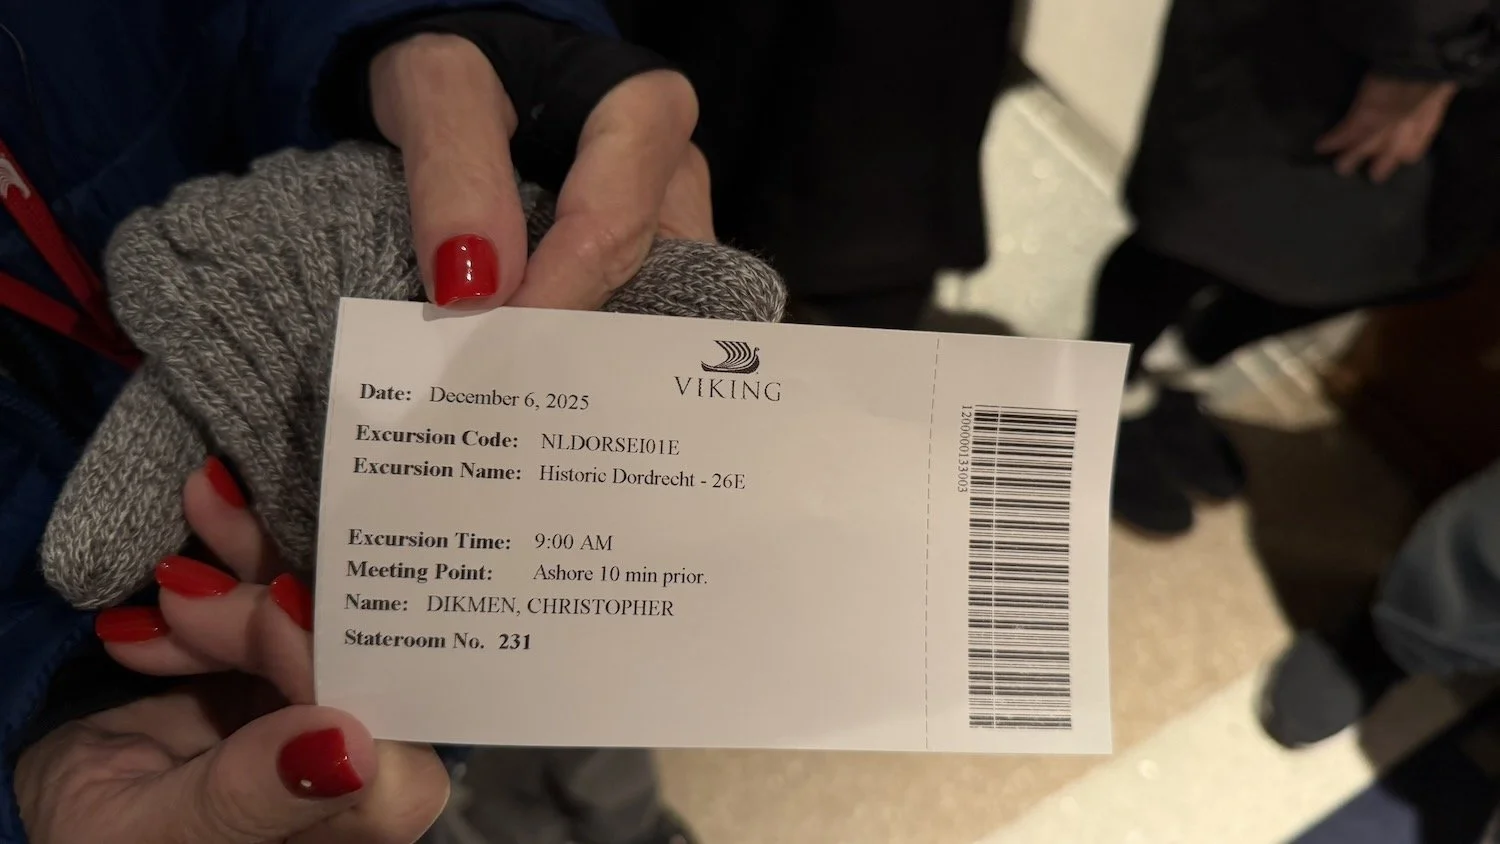 VIKING
Date: December 6, 2025
Excursion Code: NLDORSEI01E
Excursion Name: Historic Dordrecht - 26E
Excursion Time: 9:00 AM
Meeting Point: Ashore 10 min prior.
Name: DIKMEN, CHRISTOPHER
Stateroom No. 231
1200000133003